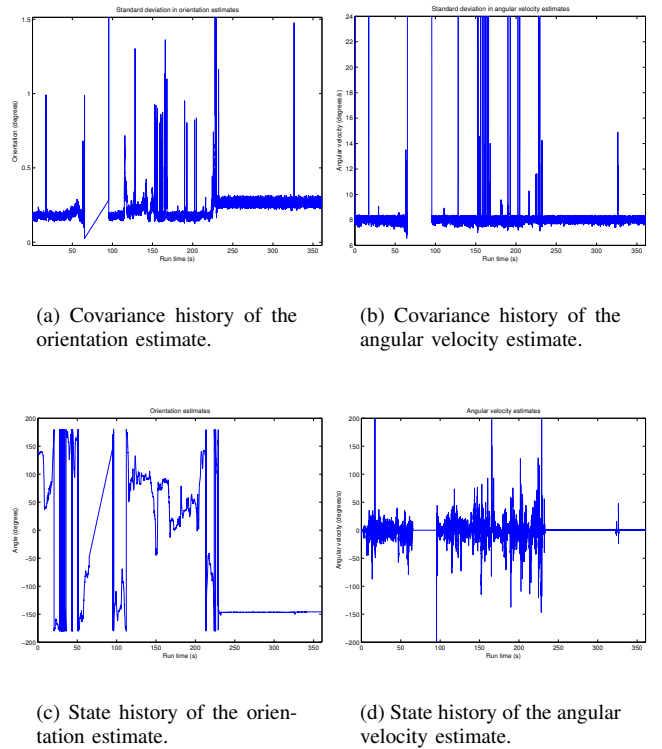 Standard deviation in orientation estimates
1.5
1
0.5
0
Orientation (degrees)
50 100 150 200 250 300 350
Run time (s)
Standard deviation in angular velocity estimates
24
22
20
18
16
14
12
10
8
6
Angular velocity (degrees/s)
50 100 150 200 250 300 350
Run time (s)
(a) Covariance history of the
orientation estimate.
(b) Covariance history of the
angular velocity estimate.
Orientation estimates
200
150
100
50
0
−50
−100
−150
−200
Angle (degrees)
0 50 100 150 200 250 300 350
Run time (s)
Angular velocity estimates
200
150
100
50
0
−50
−100
−150
−200
Angular velocity (degrees/s)
0 50 100 150 200 250 300 350
Run time (s)
(c) State history of the orien-
tation estimate.
(d) State history of the angular
velocity estimate.